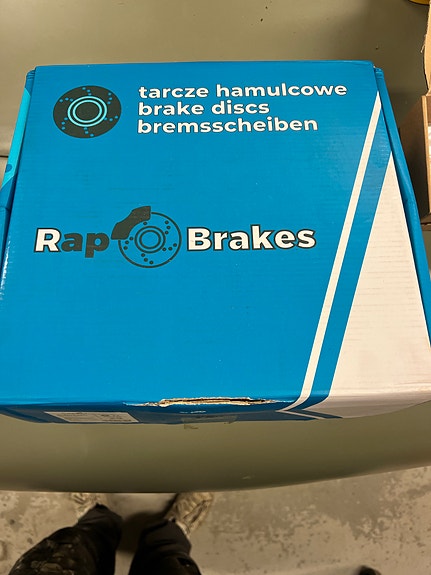 tarcze hamulcowe
brake discs
bremsscheiben
Rap Brakes